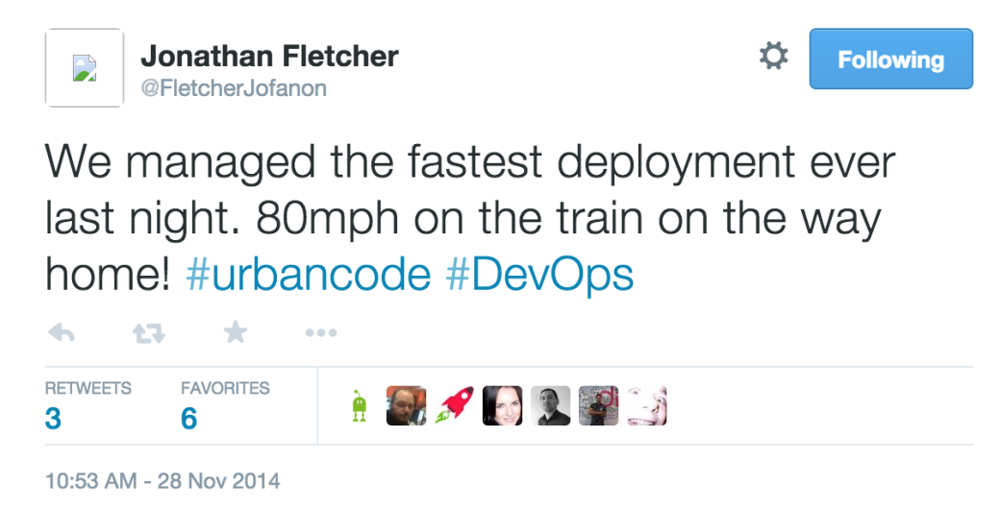 Jonathan Fletcher
@FletcherJofanon
Following
We managed the fastest deployment ever
last night. 80mph on the train on the way
home! #urbancode #DevOps
RETWEETS
FAVORITES
3
6
10:53 AM - 28 Nov 2014